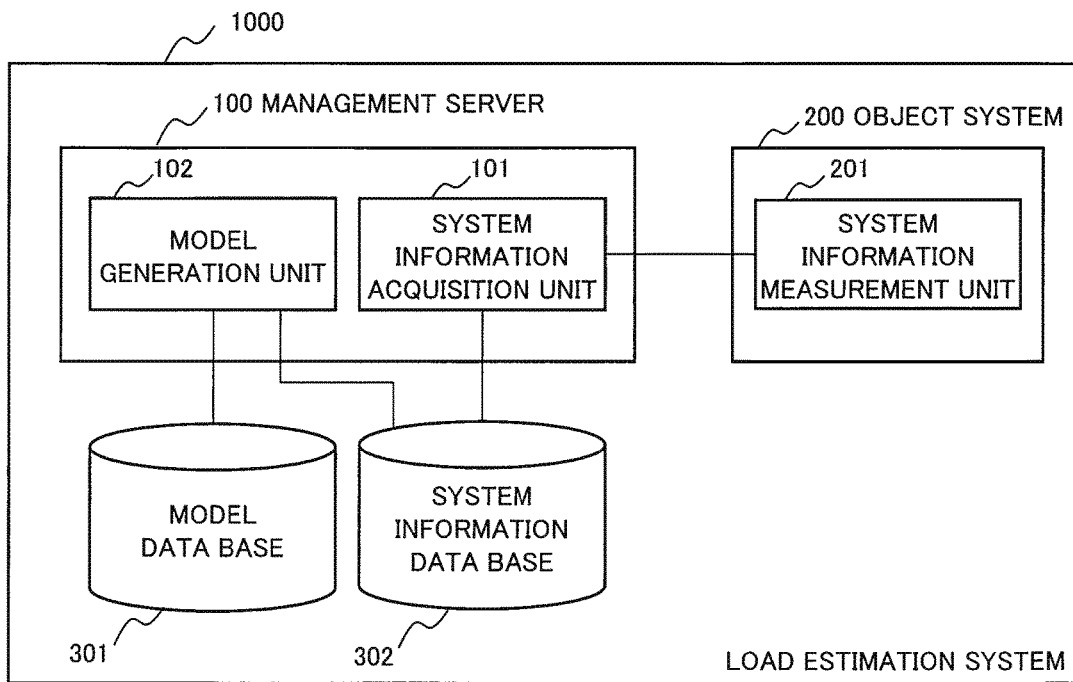 1000
100 MANAGEMENT SERVER
200 OBJECT SYSTEM
102
101
201
MODEL
GENERATION UNIT
SYSTEM
INFORMATION
ACQUISITION UNIT
SYSTEM
INFORMATION
MEASUREMENT UNIT
MODEL
DATA BASE
SYSTEM
INFORMATION
DATA BASE
301
302
LOAD ESTIMATION SYSTEM